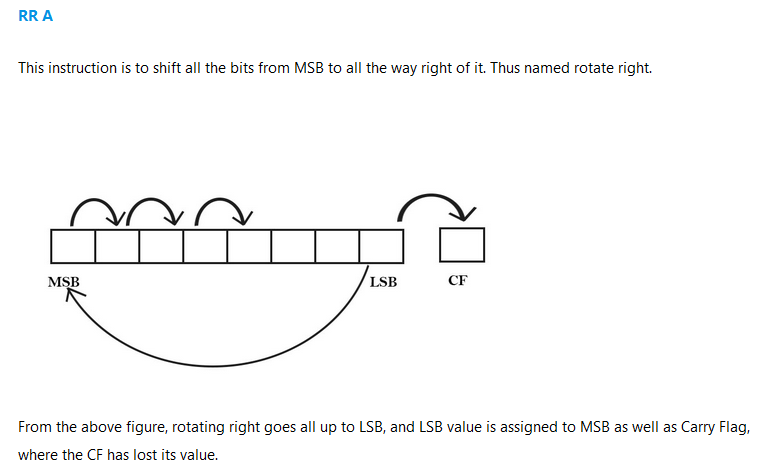 RR A
This instruction is to shift all the bits from MSB to all the way right of it. Thus named rotate right.
MSB LSB CF
From the above figure, rotating right goes all up to LSB, and LSB value is assigned to MSB as well as Carry Flag,
where the CF has lost its value.